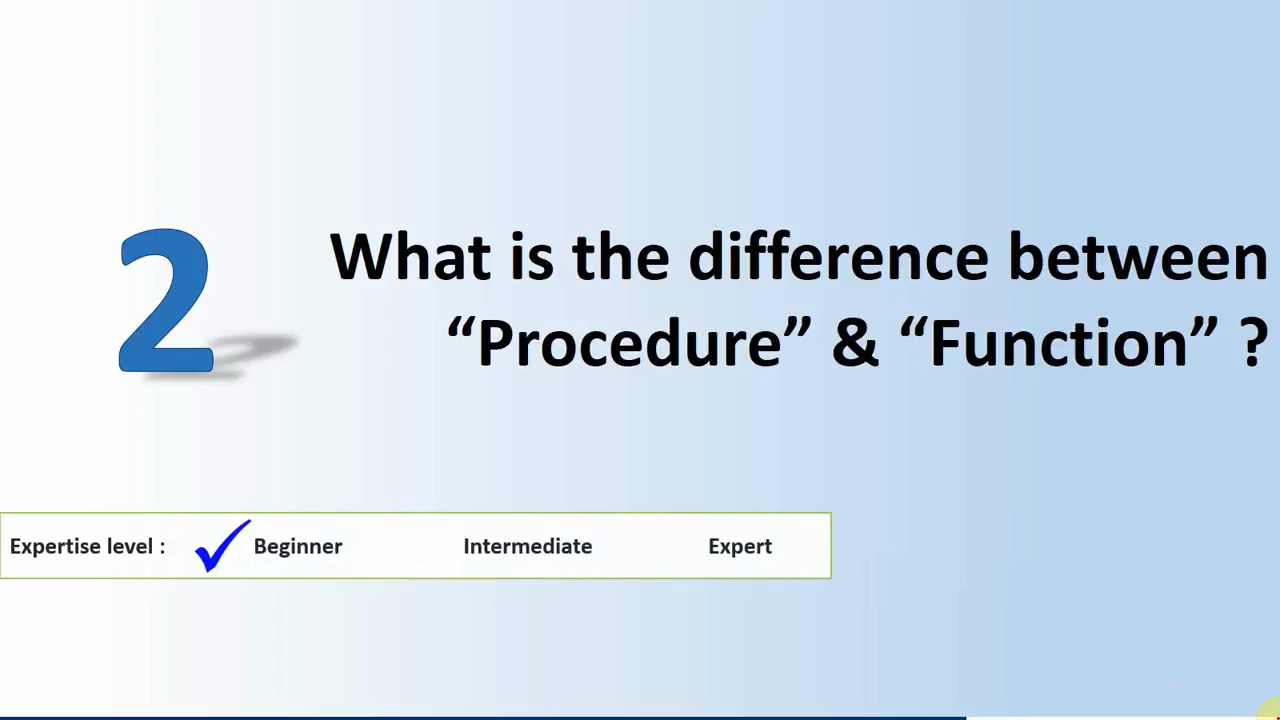 2
What is the difference between
“Procedure” & “Function” ?
Expertise level : Beginner Intermediate Expert